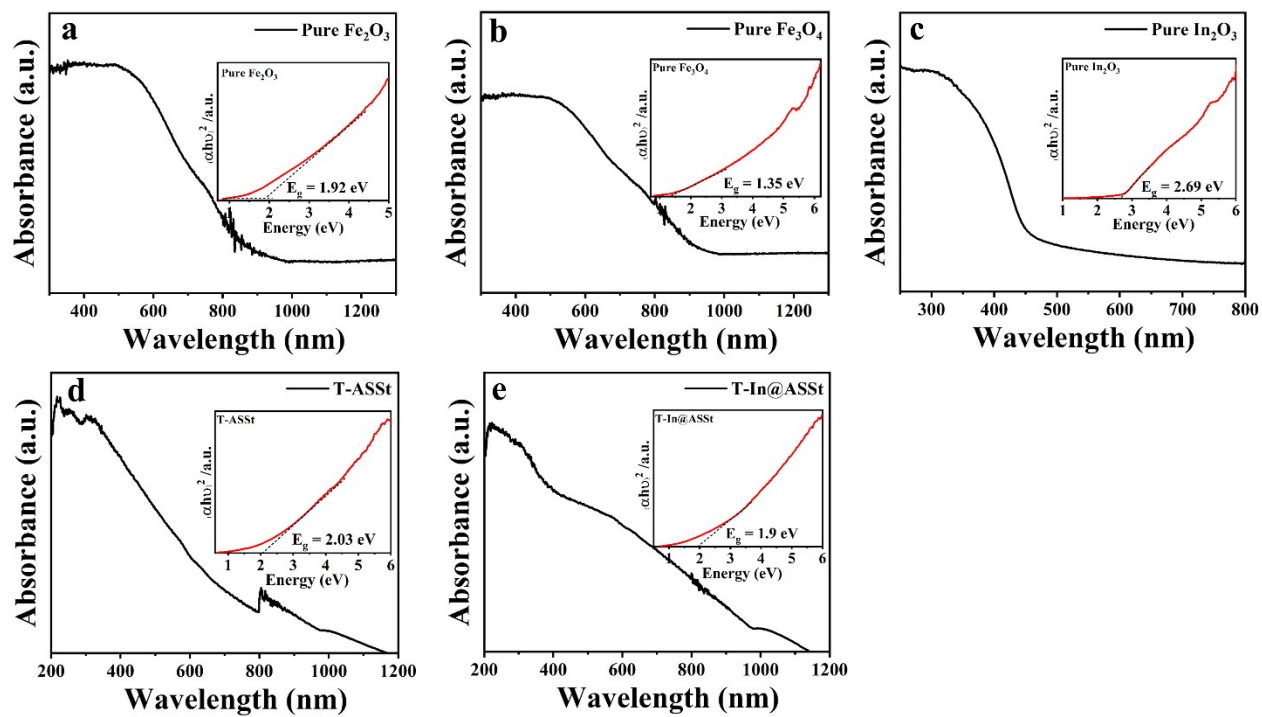 a
Pure Fe₂O₃
Absorbance (a.u.)
Pure Fe₂O₃
(αhυ)² /a.u.
E_g = 1.92 eV
1 2 3 4 5
Energy (eV)
400 600 800 1000 1200
Wavelength (nm)
b
Pure Fe₃O₄
Absorbance (a.u.)
Pure Fe₃O₄
(αhυ)² /a.u.
E_g = 1.35 eV
1 2 3 4 5 6
Energy (eV)
400 600 800 1000 1200
Wavelength (nm)
c
Pure In₂O₃
Absorbance (a.u.)
Pure In₂O₃
(αhυ)² /a.u.
E_g = 2.69 eV
1 2 3 4 5 6
Energy (eV)
300 400 500 600 700 800
Wavelength (nm)
d
T-ASSt
Absorbance (a.u.)
T-ASSt
(αhυ)² /a.u.
E_g = 2.03 eV
1 2 3 4 5 6
Energy (eV)
200 400 600 800 1000 1200
Wavelength (nm)
e
T-In@ASSt
Absorbance (a.u.)
T-In@ASSt
(αhυ)² /a.u.
E_g = 1.9 eV
1 2 3 4 5 6
Energy (eV)
200 400 600 800 1000 1200
Wavelength (nm)